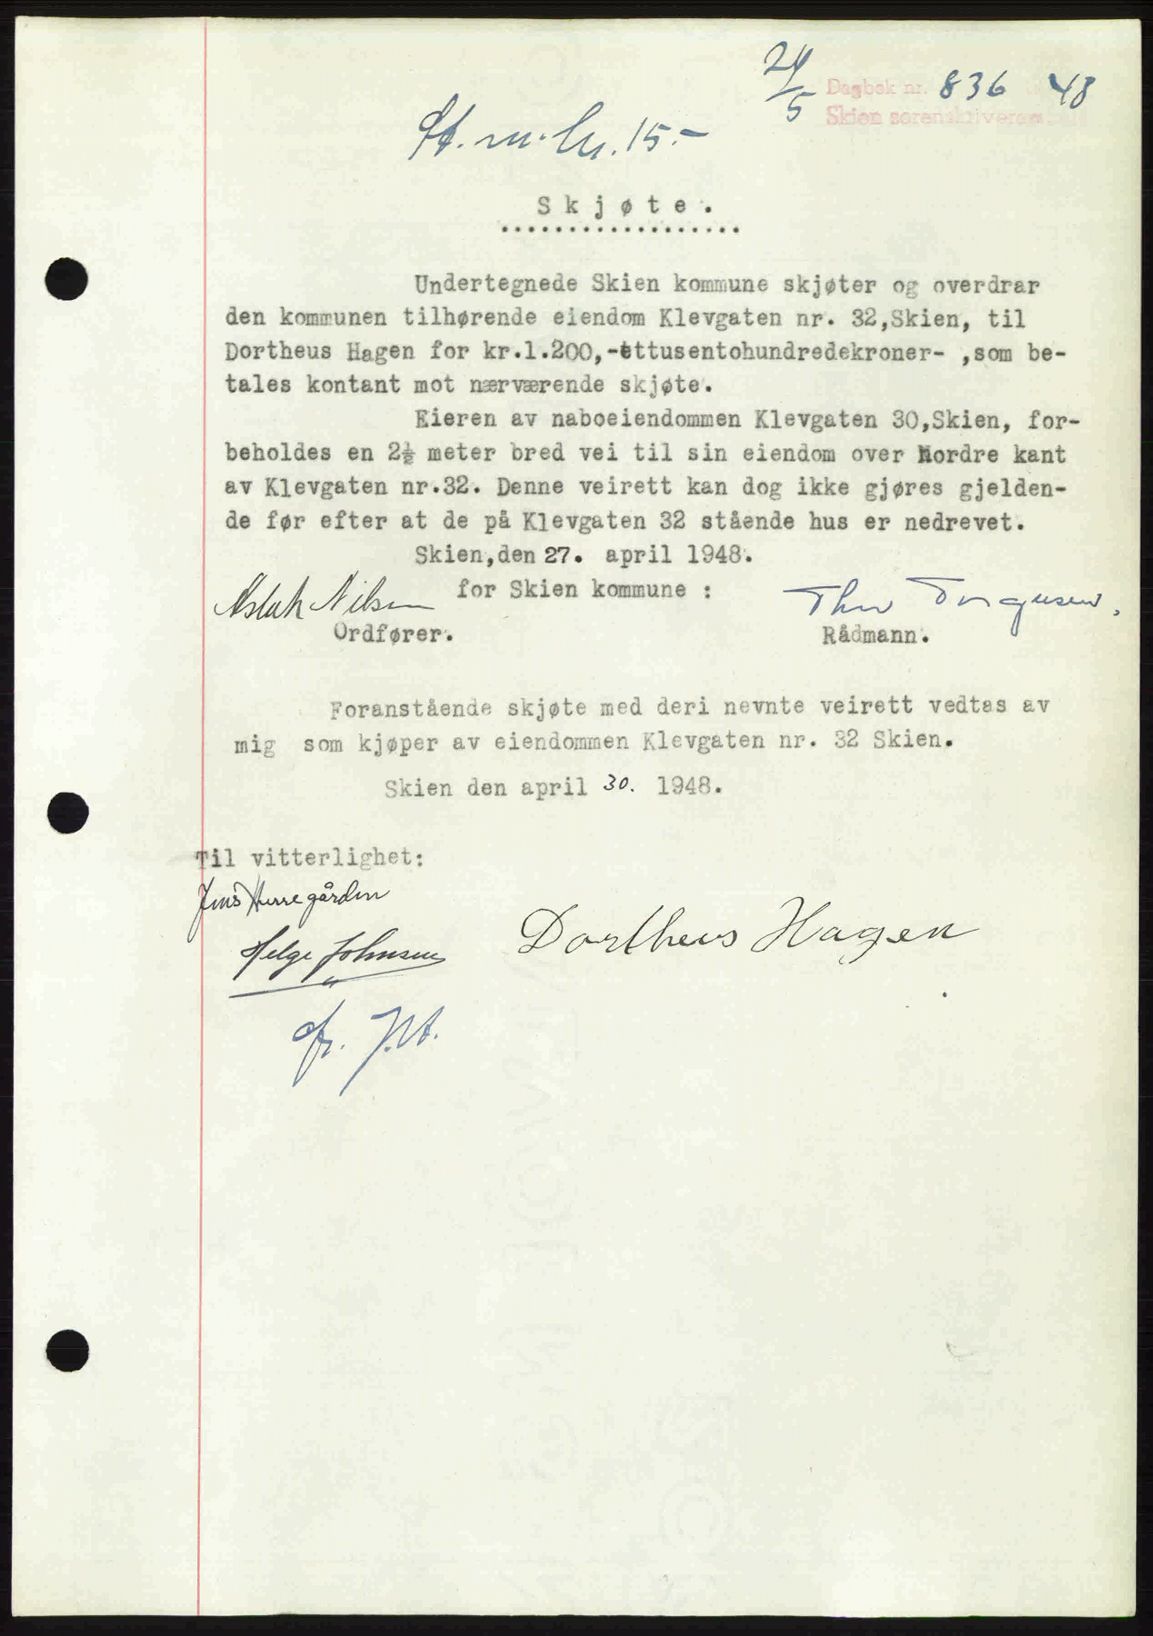 24/5 Dagbok nr. 836 48
Skien sorenskriverem
St. m. kr. 15.-
Skjøte.
Undertegnede Skien kommune skjøter og overdrar
den kommunen tilhørende eiendom Klevgaten nr. 32,Skien, til
Dortheus Hagen for kr.1.200,-ettusentohundredekroner- ,som be-
tales kontant mot nærværende skjøte.
Eieren av naboeiendommen Klevgaten 30,Skien, for-
beholdes en 2½ meter bred vei til sin eiendom over Nordre kant
av Klevgaten nr.32. Denne veirett kan dog ikke gjøres gjelden-
de før efter at de på Klevgaten 32 stående hus er nedrevet.
Skien,den 27. april 1948.
for Skien kommune :
Aslak Nilsen Thv Torgusen.
Ordfører. Rådmann.
Foranstående skjøte med deri nevnte veirett vedtas av
mig som kjøper av eiendommen Klevgaten nr. 32 Skien.
Skien den april 30. 1948.
Til vitterlighet:
Jens Herregården
Helge Johnsen Dortheus Hagen